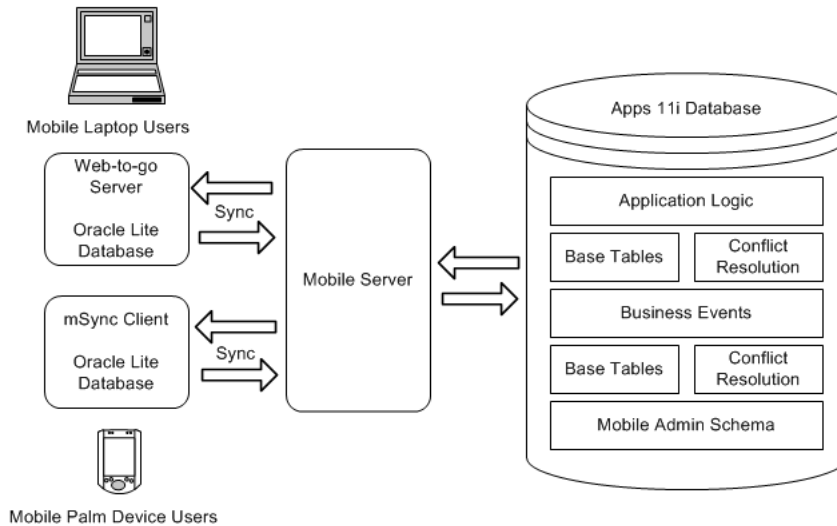 Mobile Laptop Users
Web-to-go
Server
Oracle Lite
Database
Sync
mSync Client
Oracle Lite
Database
Sync
Mobile Palm Device Users
Mobile Server
Apps 11i Database
Application Logic
Base Tables
Conflict
Resolution
Business Events
Base Tables
Conflict
Resolution
Mobile Admin Schema